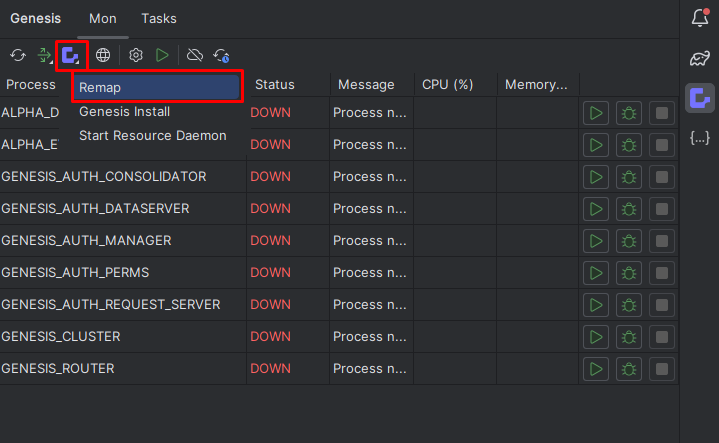 Genesis Mon Tasks
Process Status Message CPU (%) Memory...
Remap
Genesis Install
Start Resource Daemon
ALPHA_D DOWN Process n...
ALPHA_E DOWN Process n...
GENESIS_AUTH_CONSOLIDATOR DOWN Process n...
GENESIS_AUTH_DATASERVER DOWN Process n...
GENESIS_AUTH_MANAGER DOWN Process n...
GENESIS_AUTH_PERMS DOWN Process n...
GENESIS_AUTH_REQUEST_SERVER DOWN Process n...
GENESIS_CLUSTER DOWN Process n...
GENESIS_ROUTER DOWN Process n...
{...}